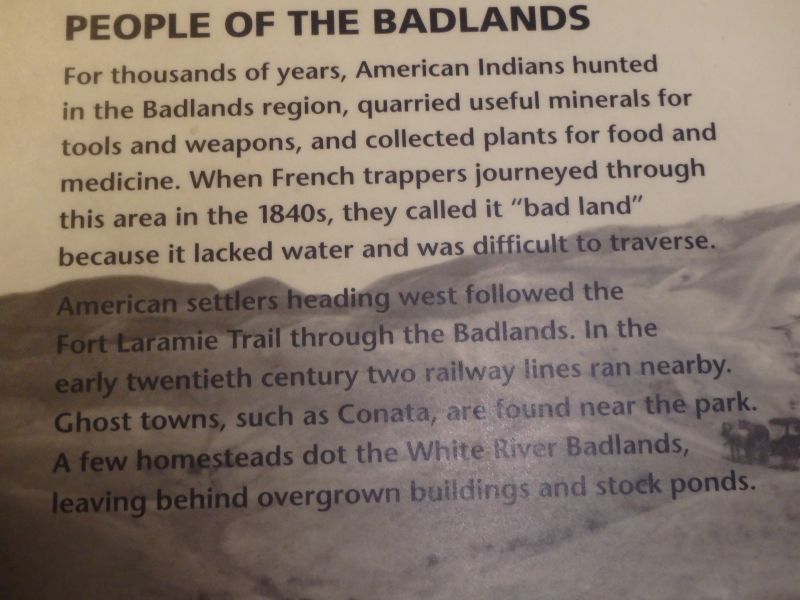 PEOPLE OF THE BADLANDS
For thousands of years, American Indians hunted
in the Badlands region, quarried useful minerals for
tools and weapons, and collected plants for food and
medicine. When French trappers journeyed through
this area in the 1840s, they called it “bad land”
because it lacked water and was difficult to traverse.
American settlers heading west followed the
Fort Laramie Trail through the Badlands. In the
early twentieth century two railway lines ran nearby.
Ghost towns, such as Conata, are found near the park.
A few homesteads dot the White River Badlands,
leaving behind overgrown buildings and stock ponds.